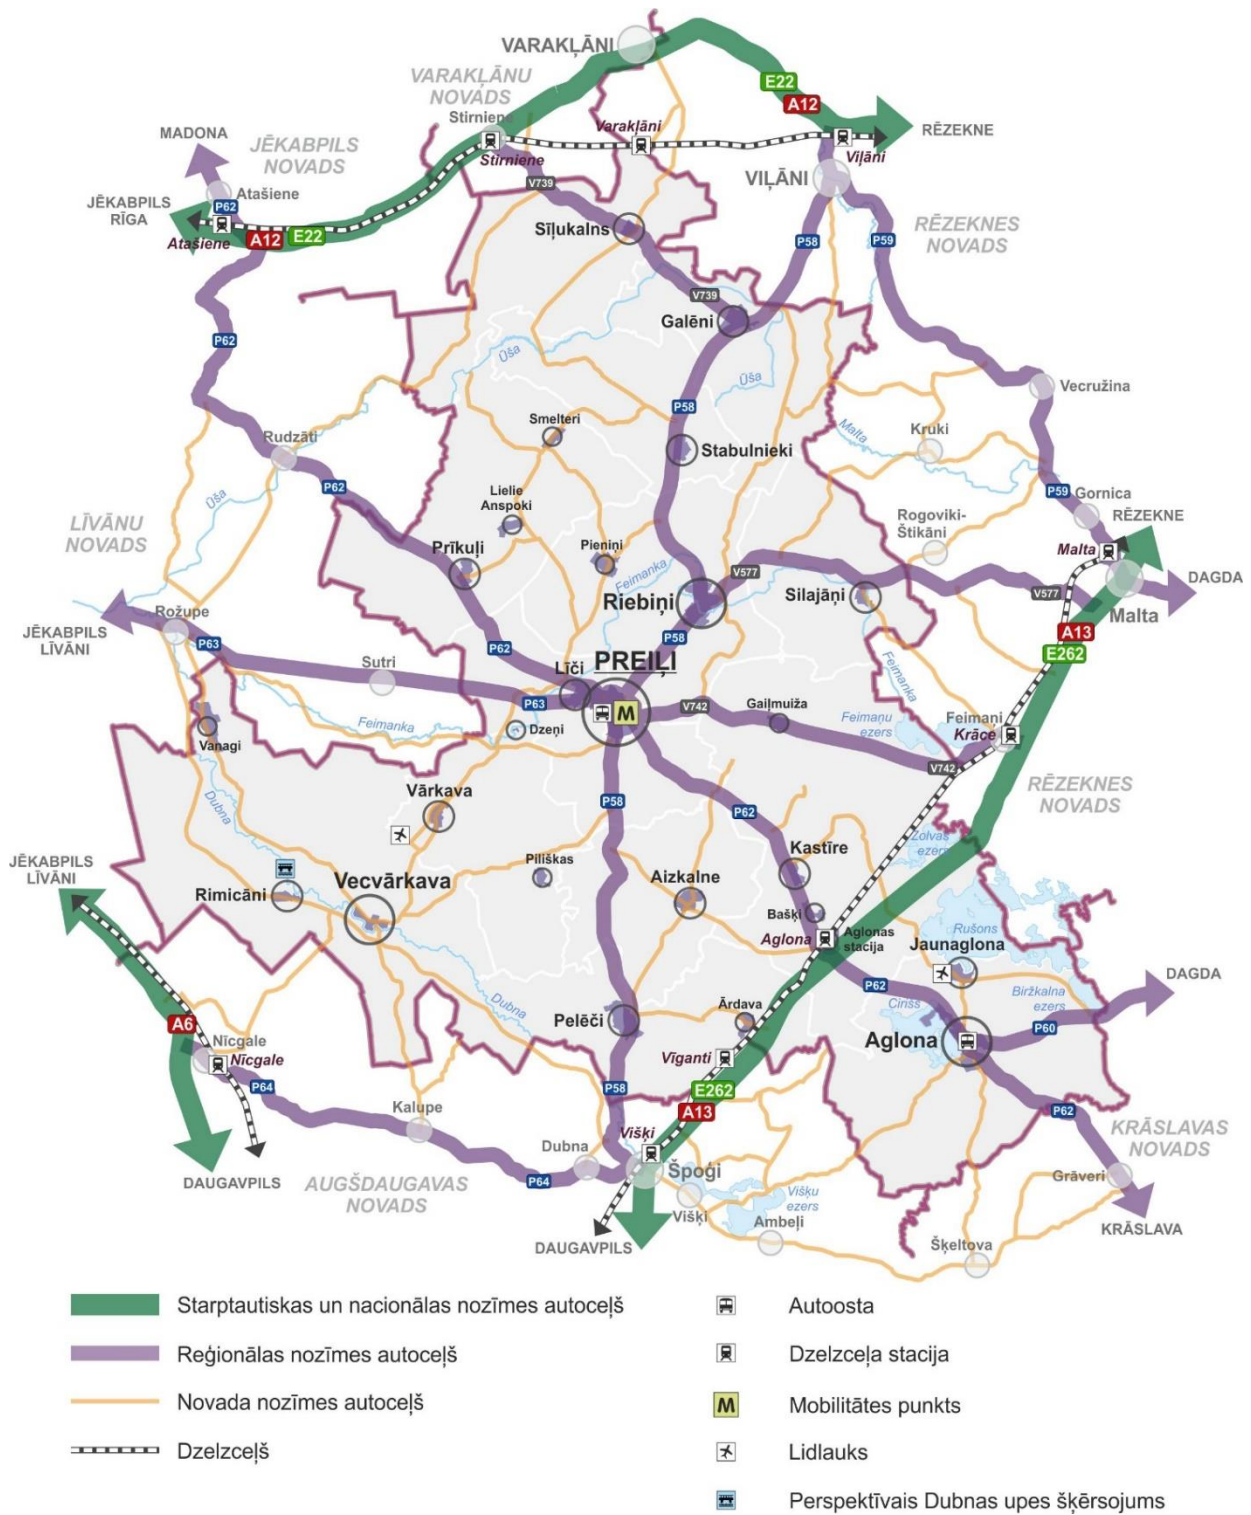 VARAKĻĀNI
E22
A12
VARAKĻĀNU
NOVADS
Stirniene
Stirniene
Varakļāni
Viļāni
RĒZEKNE
MADONA
JĒKABPILS
NOVADS
Atašiene
P62
JĒKABPILS
RĪGA
Atašiene
A12
E22
V739
VIĻĀNI
RĒZEKNES
NOVADS
Sīļukalns
P58
P59
V739
Galēni
P62
Ūša
Ūša
P58
Vecružina
Smelteri
Malta
Kruki
Rudzāti
Stabulnieki
P62
Ūša
P59
Gornica
Lielie
Anspoki
Rogoviki-
Štikāni
RĒZEKNE
LĪVĀNU
NOVADS
Prīkuļi
Pieniņi
Feimanka
Malta
V577
V577
DAGDA
Malta
Riebiņi
Silajāņi
Rožupe
JĒKABPILS
LĪVĀNI
P63
P62
P58
A13
E262
Sutri
Līči
PREIĻI
M
Feimanka
P63
V742
Gaiļmuiža
Feimaņu
ezers
Feimaņi
Krāce
Vanagi
Feimanka
Dzeņi
V742
Dubna
Vārkava
P58
P62
RĒZEKNES
NOVADS
Zolvas
ezers
JĒKABPILS
LĪVĀNI
Rimicāni
Vecvārkava
Piliškas
Aizkalne
Kastīre
Bašķi
Aglona
Aglonas
stacija
Rušons
Jaunaglona
DAGDA
Dubna
P62
Cirišs
Biržkalna
ezers
A6
Nīcgale
Nīcgale
Pelēči
Ārdava
Aglona
P60
Vīganti
P64
P58
E262
A13
P62
Kalupe
Višķi
KRĀSLAVAS
NOVADS
Dubna
Špoģi
Grāveri
DAUGAVPILS
AUGŠDAUGAVAS
NOVADS
P64
Višķi
Višķu
ezers
Ambeļi
DAUGAVPILS
Šķeltova
KRĀSLAVA
Starptautiskas un nacionālas nozīmes autoceļš
Reģionālas nozīmes autoceļš
Novada nozīmes autoceļš
Dzelzceļš
Autoosta
Dzelzceļa stacija
M
Mobilitātes punkts
Lidlauks
Perspektīvais Dubnas upes šķērsojums